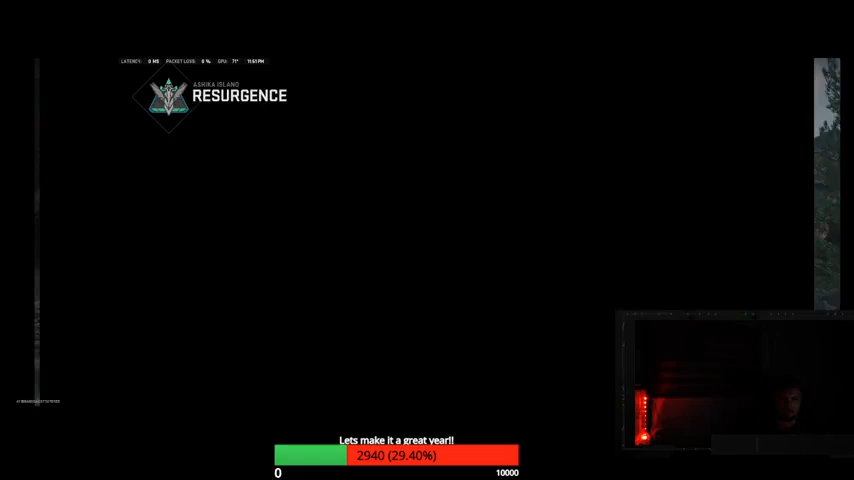 LATENCY: 0 MS PACKET LOSS: 0 % GPU: 71° 11:51 PM
ASHIKA ISLAND
RESURGENCE
Lets make it a great year!!
2940 (29.40%)
0 10000